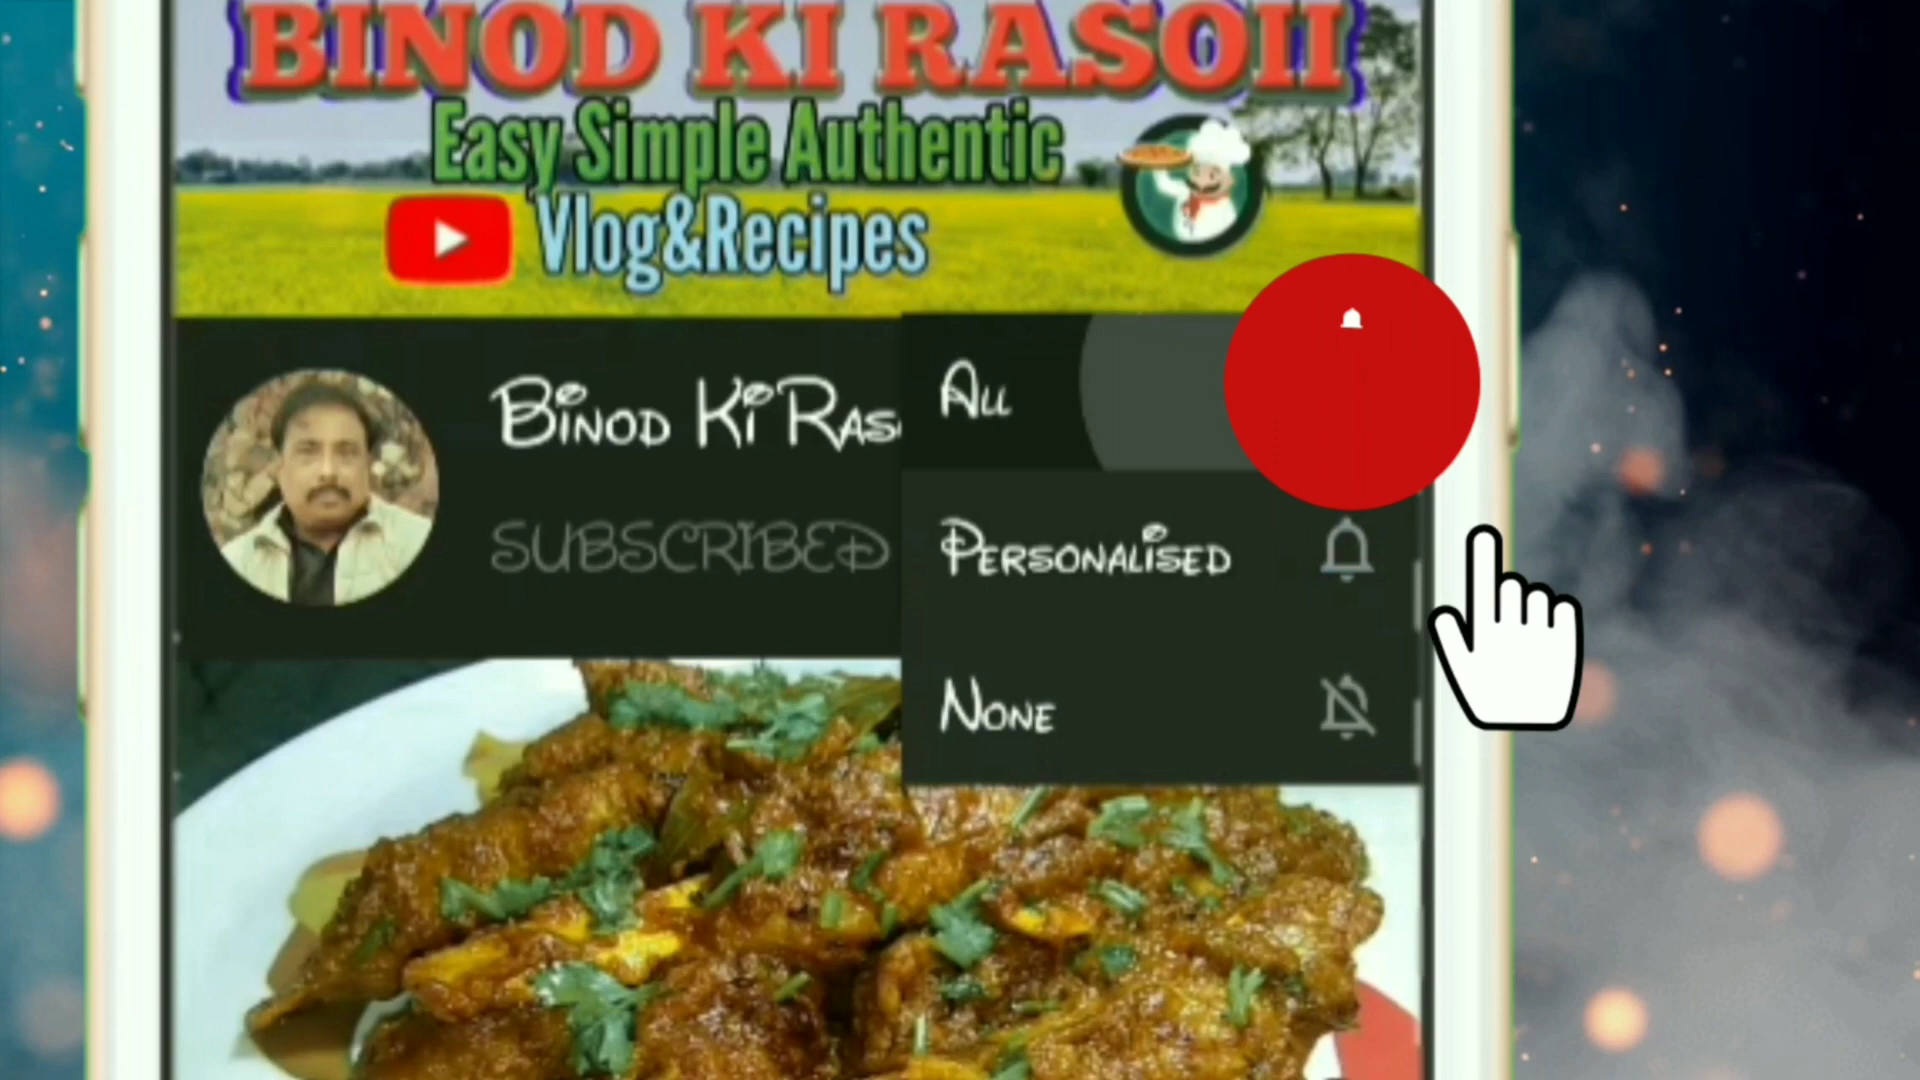 BINOD KI RASOII
Easy Simple Authentic
Vlog&Recipes
BINOD KI RAS
SUBSCRIBED
ALL
PERSONALISED
NONE